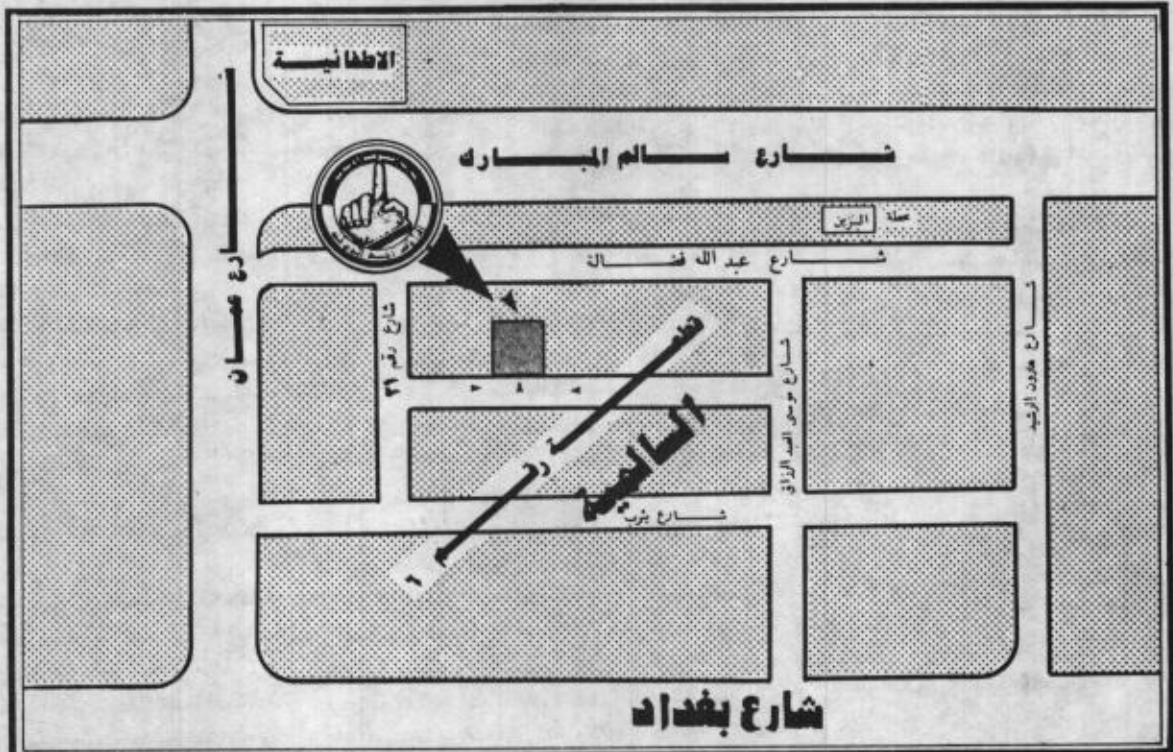 الاطفائية
شارع سالم المبارك
محطة البنزين
شارع عبد الله فضالة
شارع عمان
شارع رقم ٢١
شارع موسى العبد الرزاق
شارع هارون الرشيد
قطعة رقم ٦
السالمية
شارع يثرب
شارع بغداد